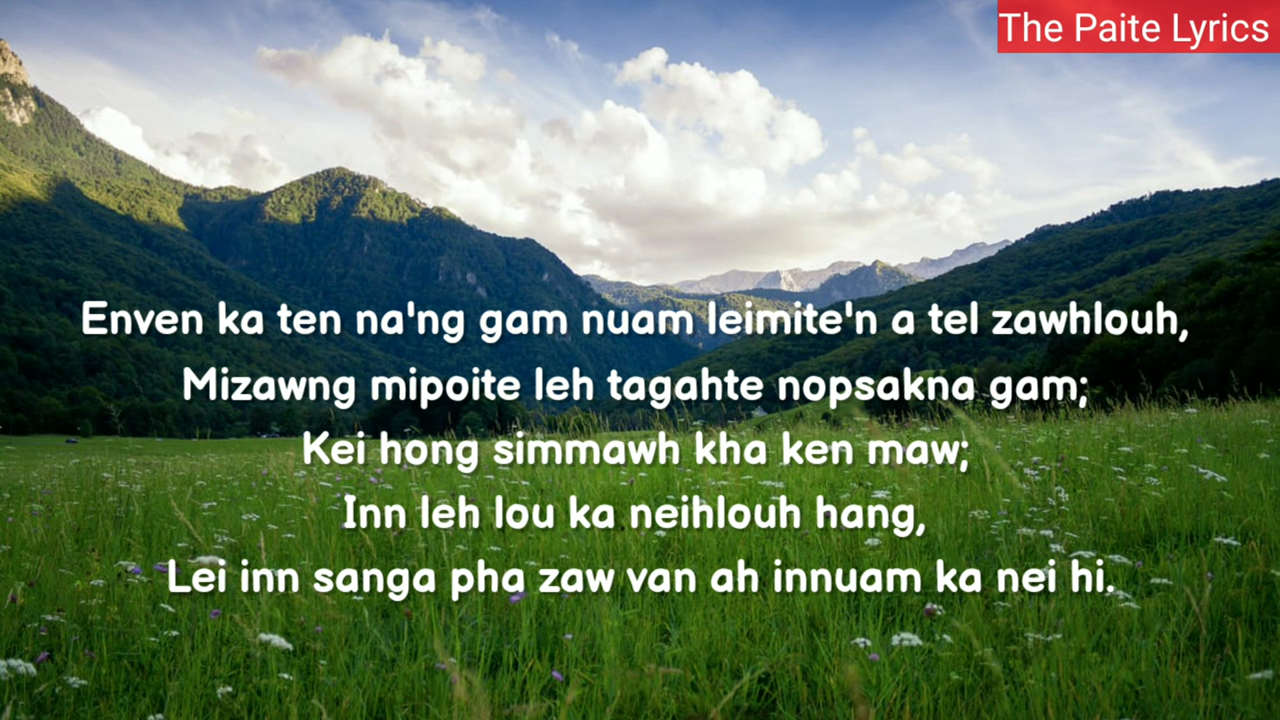 The Paite Lyrics
Enven ka ten na'ng gam nuam leimite'n a tel zawhlouh,
Mizawng mipoite leh tagahte nopsakna gam;
Kei hong simmawh kha ken maw;
Inn leh lou ka neihlouh hang,
Lei inn sanga pha zaw van ah innuam ka nei hi.